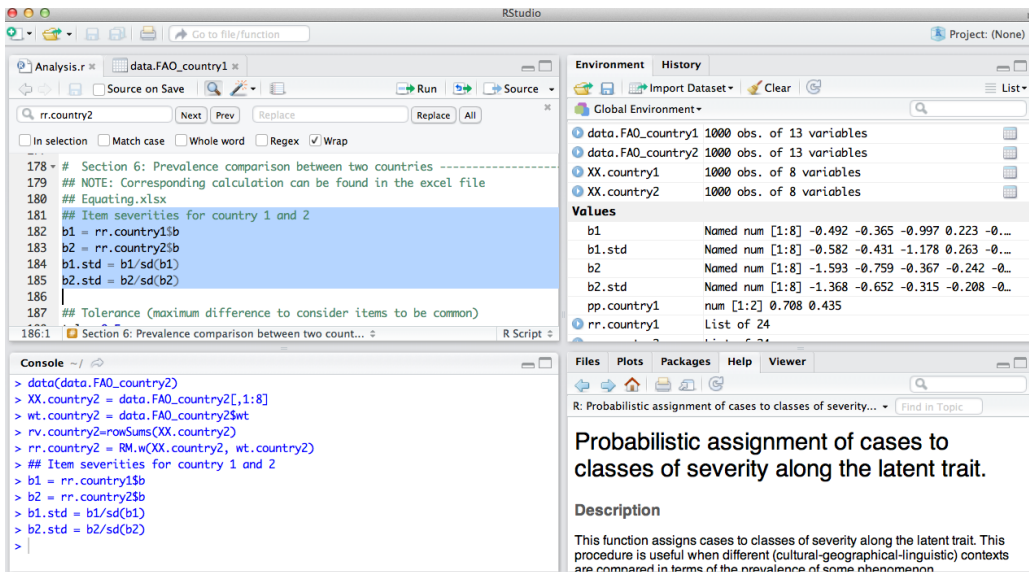 RStudio
Go to file/function
Project: (None)
Analysis.r
data.FAO_country1
Source on Save
Run
Source
rr.country2
Next
Prev
Replace
Replace
All
In selection
Match case
Whole word
Regex
Wrap
178 # Section 6: Prevalence comparison between two countries --------------------
179 ## NOTE: Corresponding calculation can be found in the excel file
180 ## Equating.xlsx
181 ## Item severities for country 1 and 2
182 b1 = rr.country1$b
183 b2 = rr.country2$b
184 b1.std = b1/sd(b1)
185 b2.std = b2/sd(b2)
186
187 ## Tolerance (maximum difference to consider items to be common)
186:1
Section 6: Prevalence comparison between two count...
R Script
Console ~/
> data(data.FAO_country2)
> XX.country2 = data.FAO_country2[,1:8]
> wt.country2 = data.FAO_country2$wt
> rv.country2=rowSums(XX.country2)
> rr.country2 = RM.w(XX.country2, wt.country2)
> ## Item severities for country 1 and 2
> b1 = rr.country1$b
> b2 = rr.country2$b
> b1.std = b1/sd(b1)
> b2.std = b2/sd(b2)
>
Environment
History
Import Dataset
Clear
List
Global Environment
data.FAO_country1 1000 obs. of 13 variables
data.FAO_country2 1000 obs. of 13 variables
XX.country1 1000 obs. of 8 variables
XX.country2 1000 obs. of 8 variables
Values
b1 Named num [1:8] -0.492 -0.365 -0.997 0.223 -0.…
b1.std Named num [1:8] -0.582 -0.431 -1.178 0.263 -0.…
b2 Named num [1:8] -1.593 -0.759 -0.367 -0.242 -0…
b2.std Named num [1:8] -1.368 -0.652 -0.315 -0.208 -0…
pp.country1 num [1:2] 0.708 0.435
rr.country1 List of 24
Files
Plots
Packages
Help
Viewer
R: Probabilistic assignment of cases to classes of severity...
Find in Topic
Probabilistic assignment of cases to
classes of severity along the latent trait.
Description
This function assigns cases to classes of severity along the latent trait. This
procedure is useful when different (cultural-geographical-linguistic) contexts
are compared in terms of the prevalence of some phenomenon